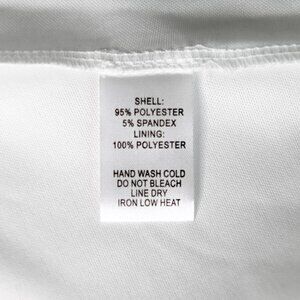 SHELL:
95% POLYESTER
5% SPANDEX
LINING:
100% POLYESTER
HAND WASH COLD
DO NOT BLEACH
LINE DRY
IRON LOW HEAT